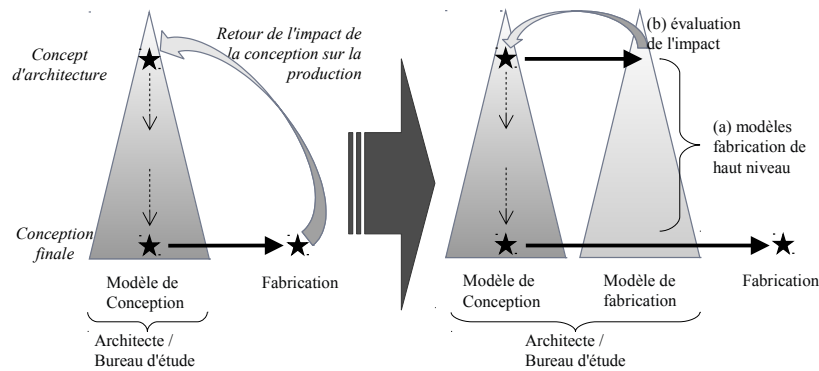 Concept
d'architecture
Retour de l'impact de
la conception sur la
production
Conception
finale
Modèle de
Conception
Fabrication
Architecte /
Bureau d'étude
(b) évaluation
de l'impact
(a) modèles
fabrication de
haut niveau
Modèle de
Conception
Modèle de
fabrication
Fabrication
Architecte /
Bureau d'étude